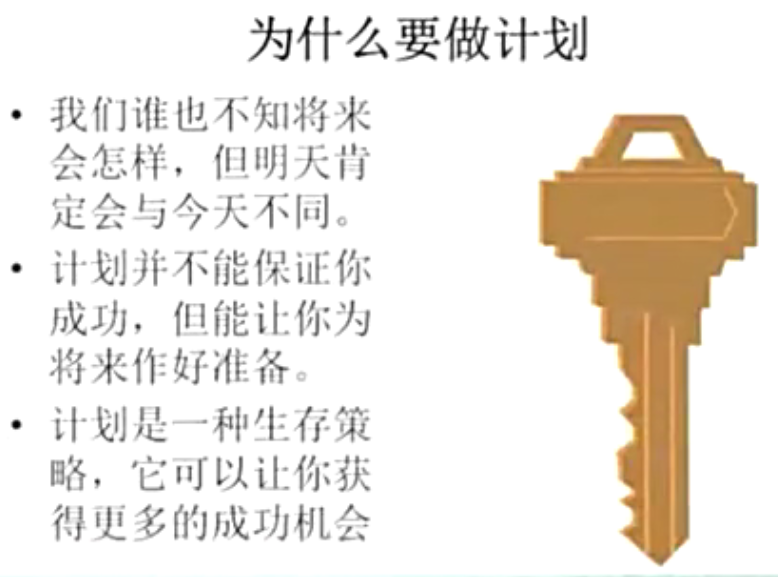 为什么要做计划
• 我们谁也不知将来
会怎样，但明天肯
定会与今天不同。
• 计划并不能保证你
成功，但能让你为
将来作好准备。
• 计划是一种生存策
略，它可以让你获
得更多的成功机会